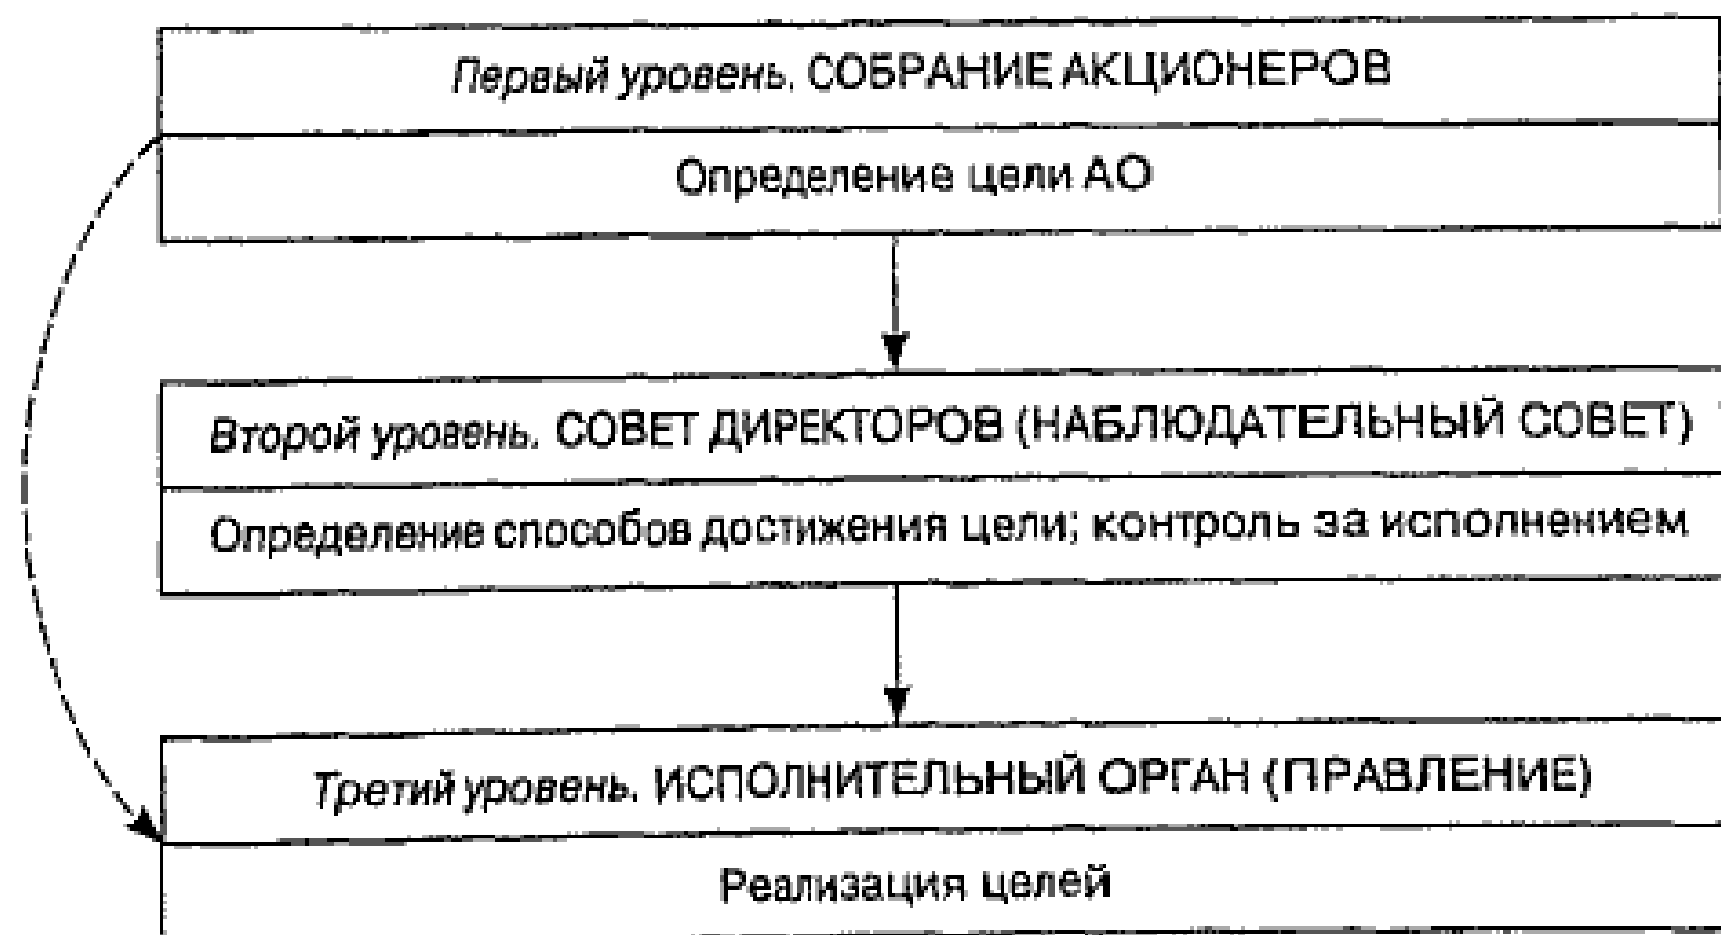 Первый уровень. СОБРАНИЕ АКЦИОНЕРОВ
Определение цели АО
Второй уровень. СОВЕТ ДИРЕКТОРОВ (НАБЛЮДАТЕЛЬНЫЙ СОВЕТ)
Определение способов достижения цели; контроль за исполнением
Третий уровень. ИСПОЛНИТЕЛЬНЫЙ ОРГАН (ПРАВЛЕНИЕ)
Реализация целей